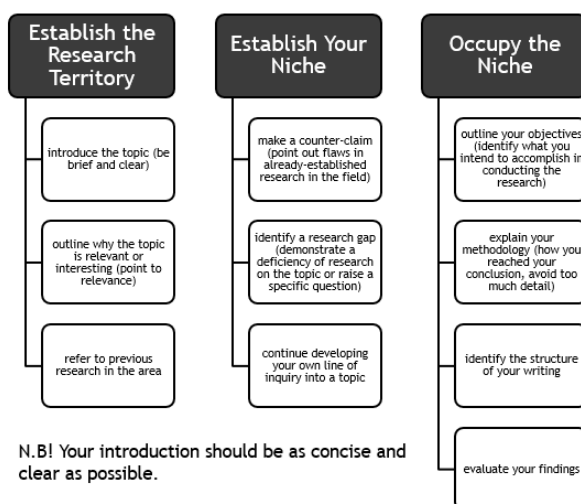 Establish the
Research
Territory
introduce the topic (be
brief and clear)
outline why the topic
is relevant or
interesting (point to
relevance)
refer to previous
research in the area
Establish Your
Niche
make a counter-claim
(point out flaws in
already-established
research in the field)
identify a research gap
(demonstrate a
deficiency of research
on the topic or raise a
specific question)
continue developing
your own line of
inquiry into a topic
Occupy the
Niche
outline your objectives
(identify what you
intend to accomplish in
conducting the
research)
explain your
methodology (how you
reached your
conclusion, avoid too
much detail)
identify the structure
of your writing
evaluate your findings
N.B! Your introduction should be as concise and
clear as possible.